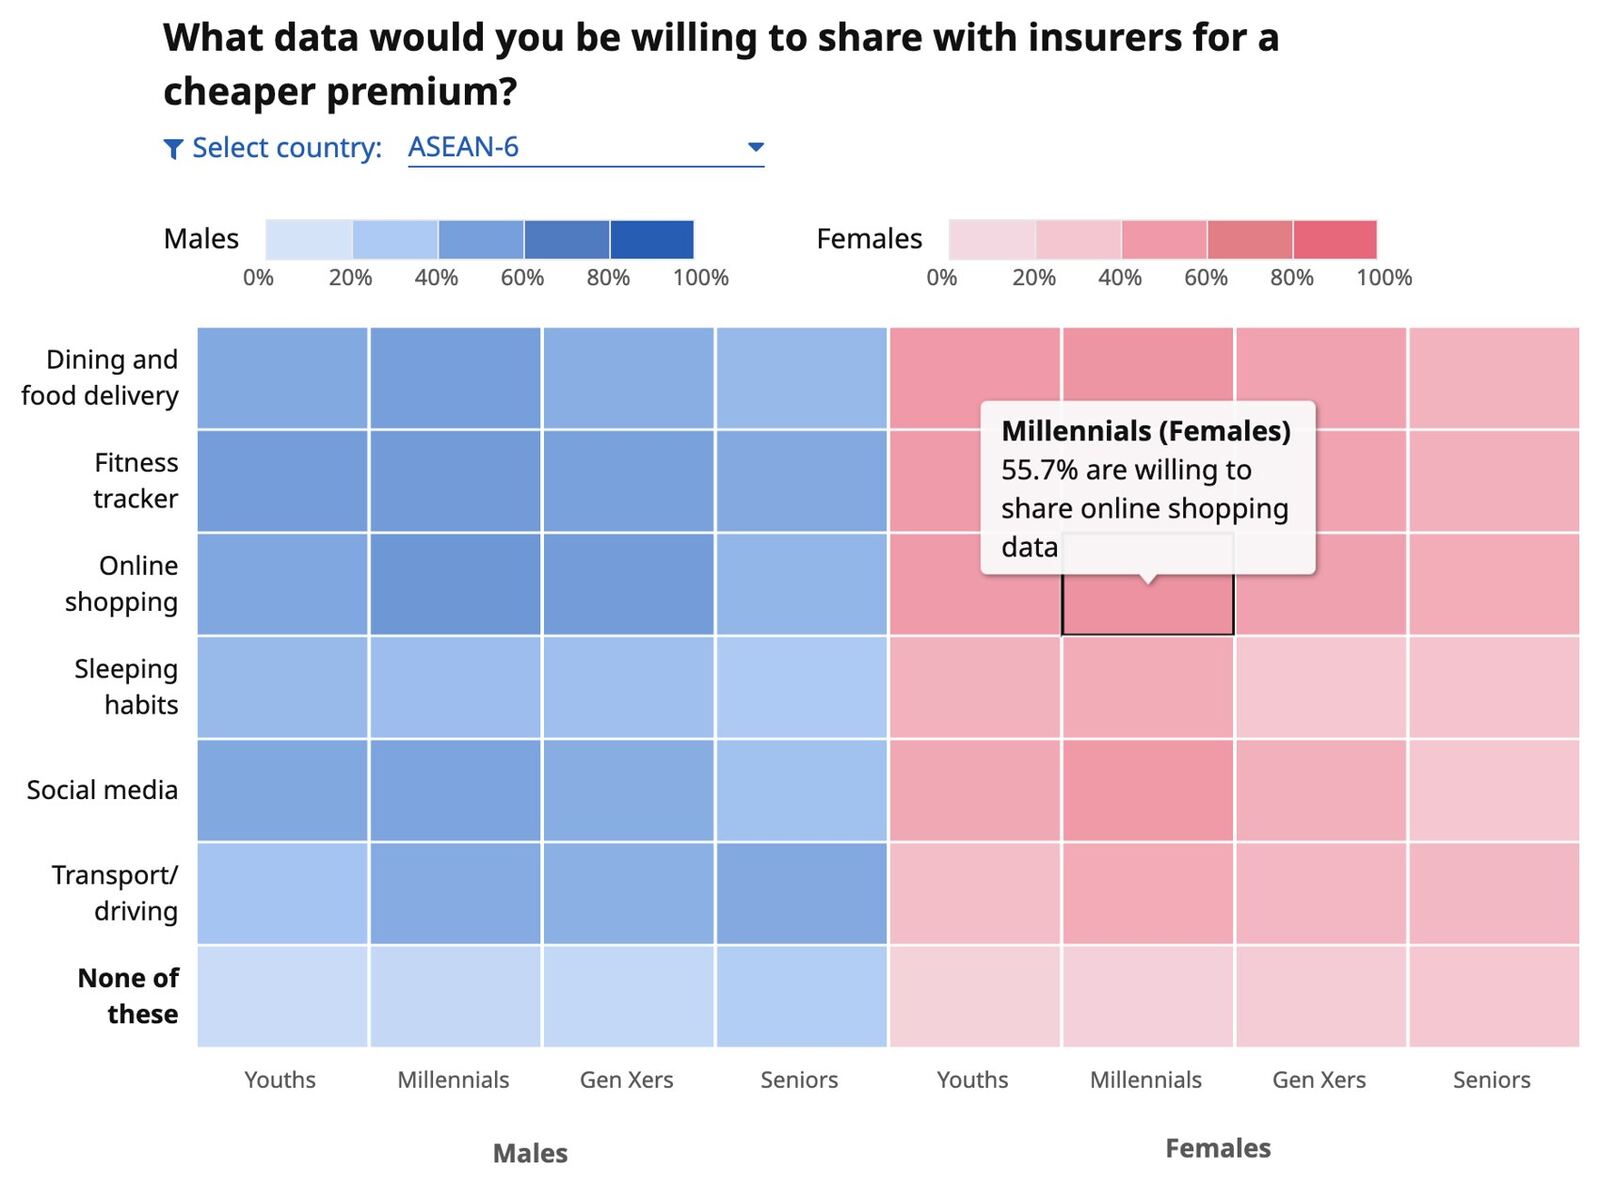 What data would you be willing to share with insurers for a
cheaper premium?
Select country: ASEAN-6
Males
0% 20% 40% 60% 80% 100%
Females
0% 20% 40% 60% 80% 100%
Dining and
food delivery
Fitness
tracker
Online
shopping
Sleeping
habits
Social media
Transport/
driving
None of
these
Millennials (Females)
55.7% are willing to
share online shopping
data
Youths Millennials Gen Xers Seniors Youths Millennials Gen Xers Seniors
Males
Females